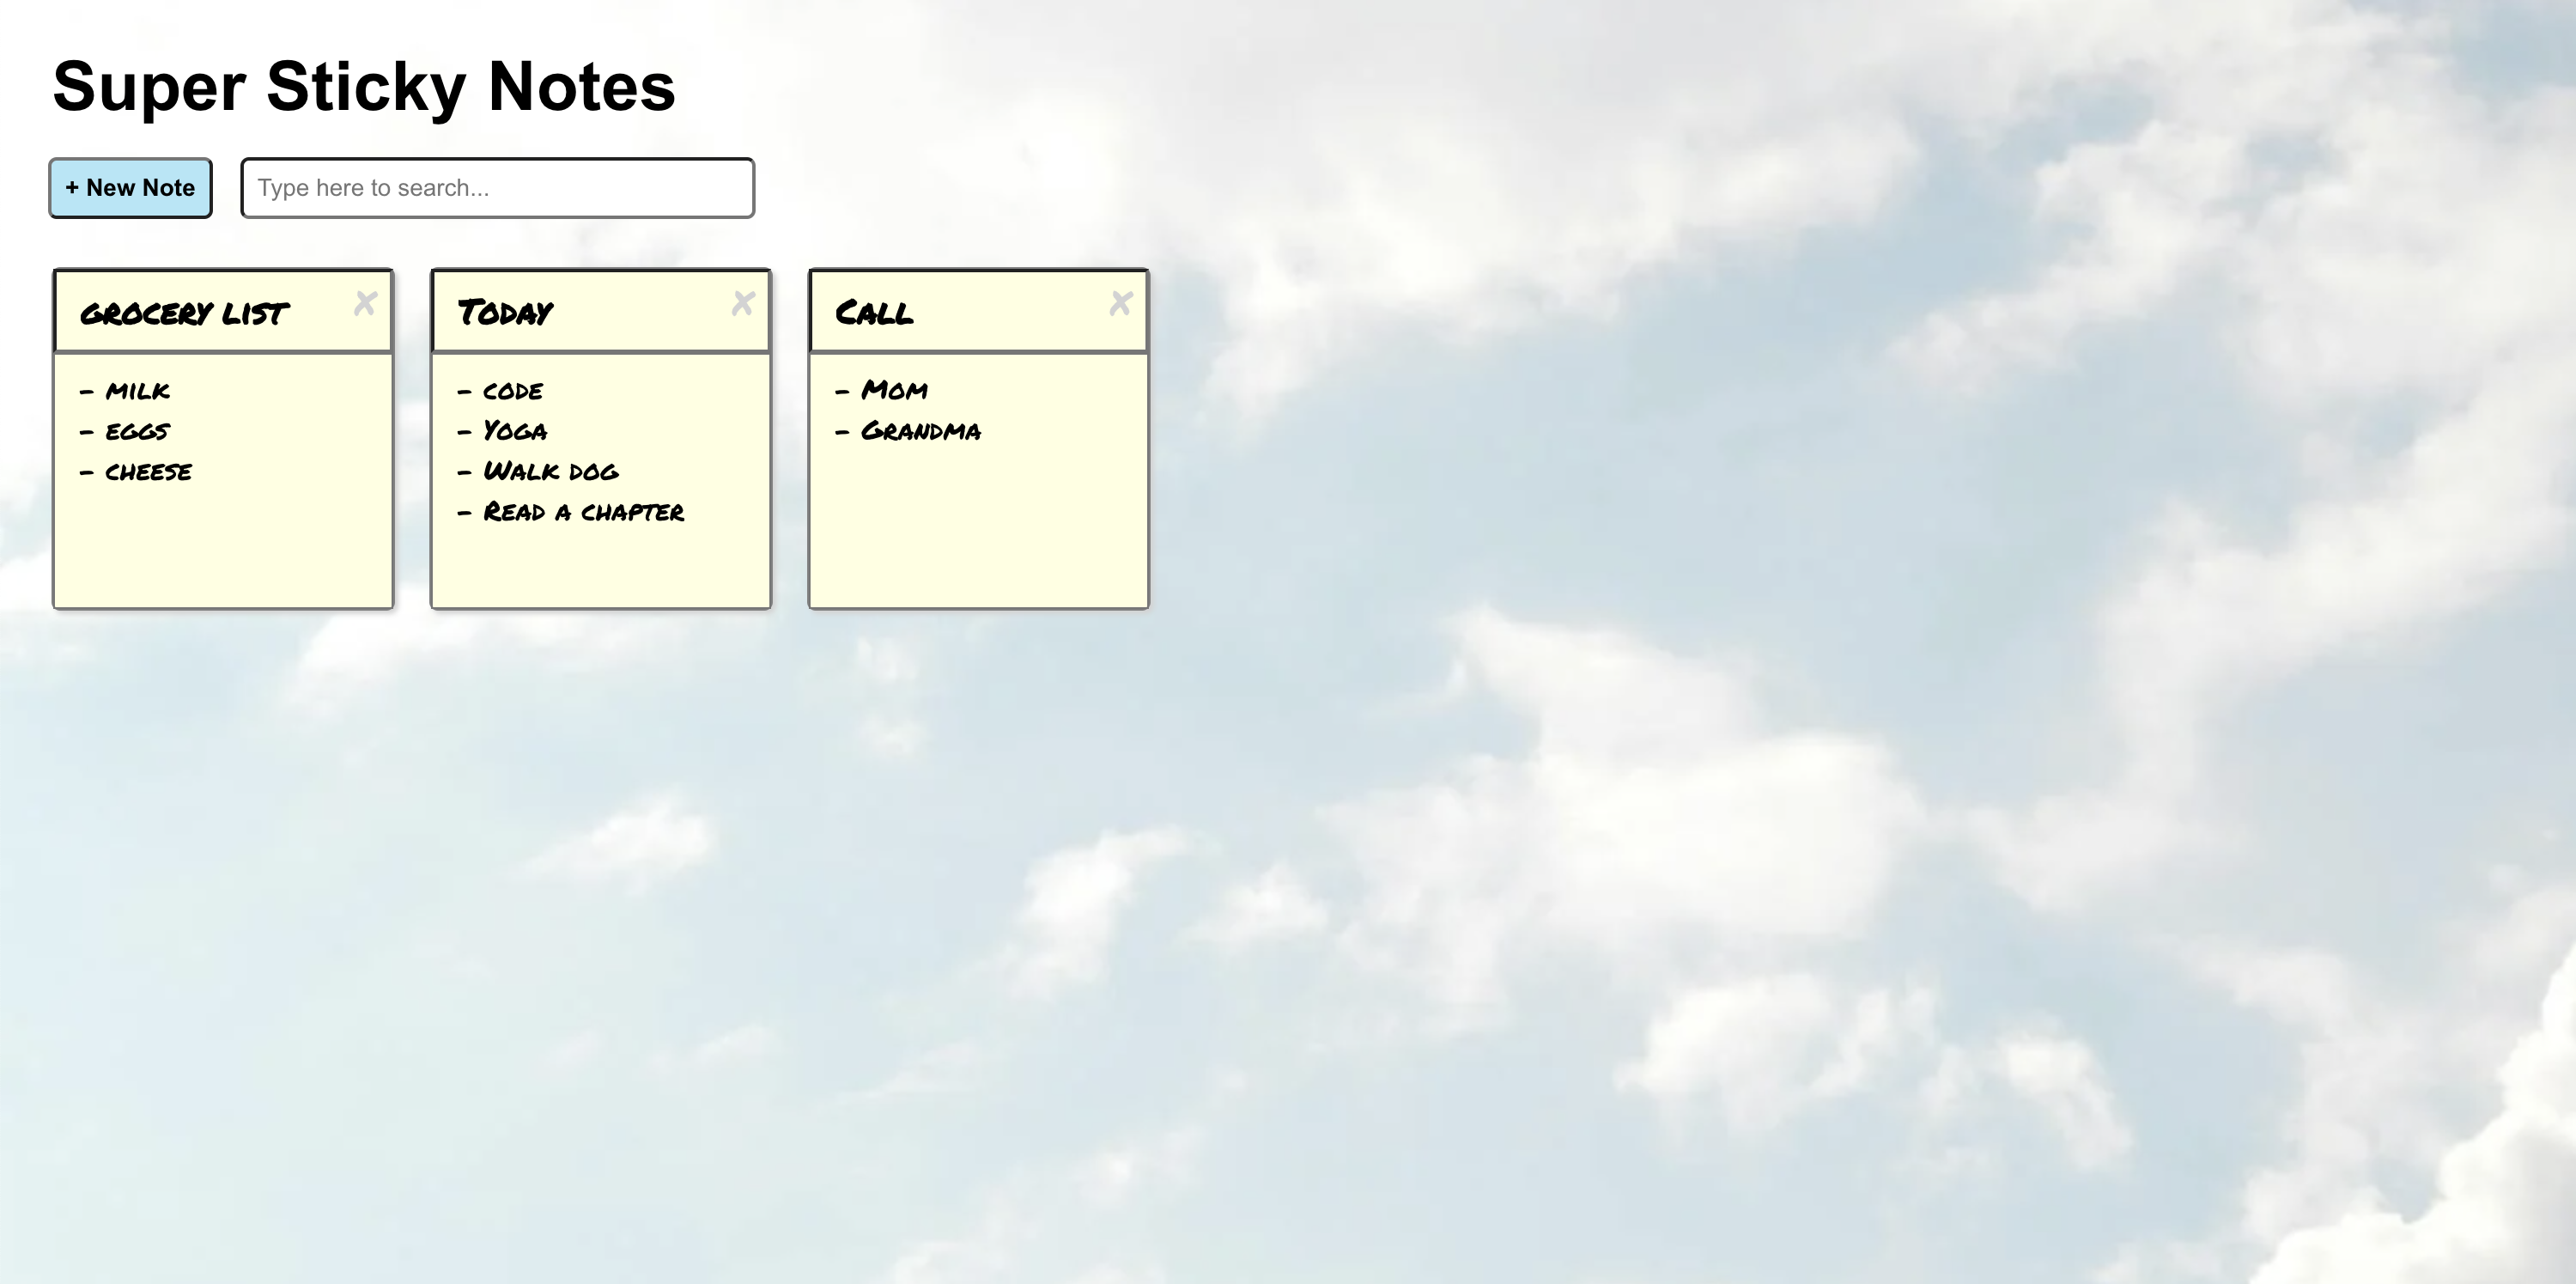 Super Sticky Notes
+ New Note
Type here to search...
grocery list
- milk
- eggs
- cheese
Today
- code
- Yoga
- Walk dog
- Read a chapter
Call
- Mom
- Grandma